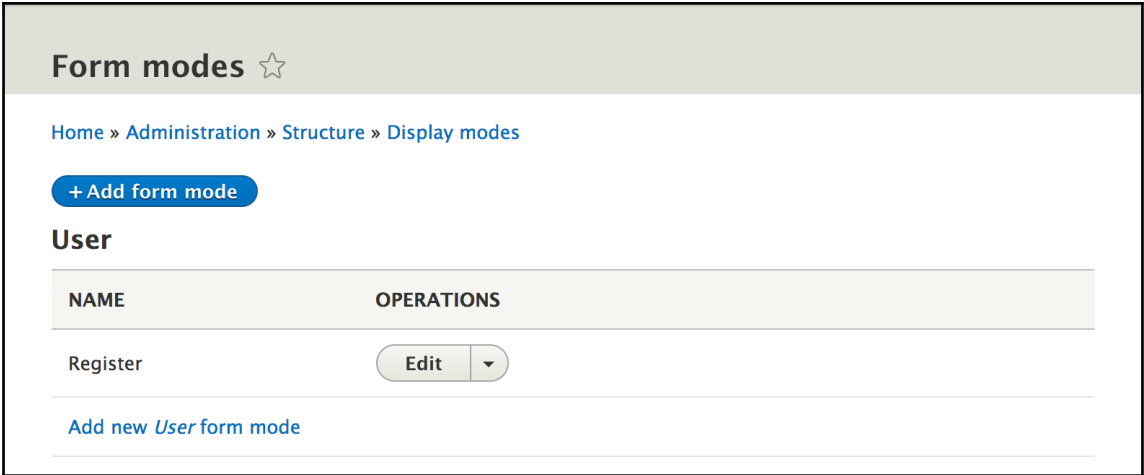 Form modes
Home » Administration » Structure » Display modes
+ Add form mode
User
NAME OPERATIONS
Register Edit
Add new User form mode